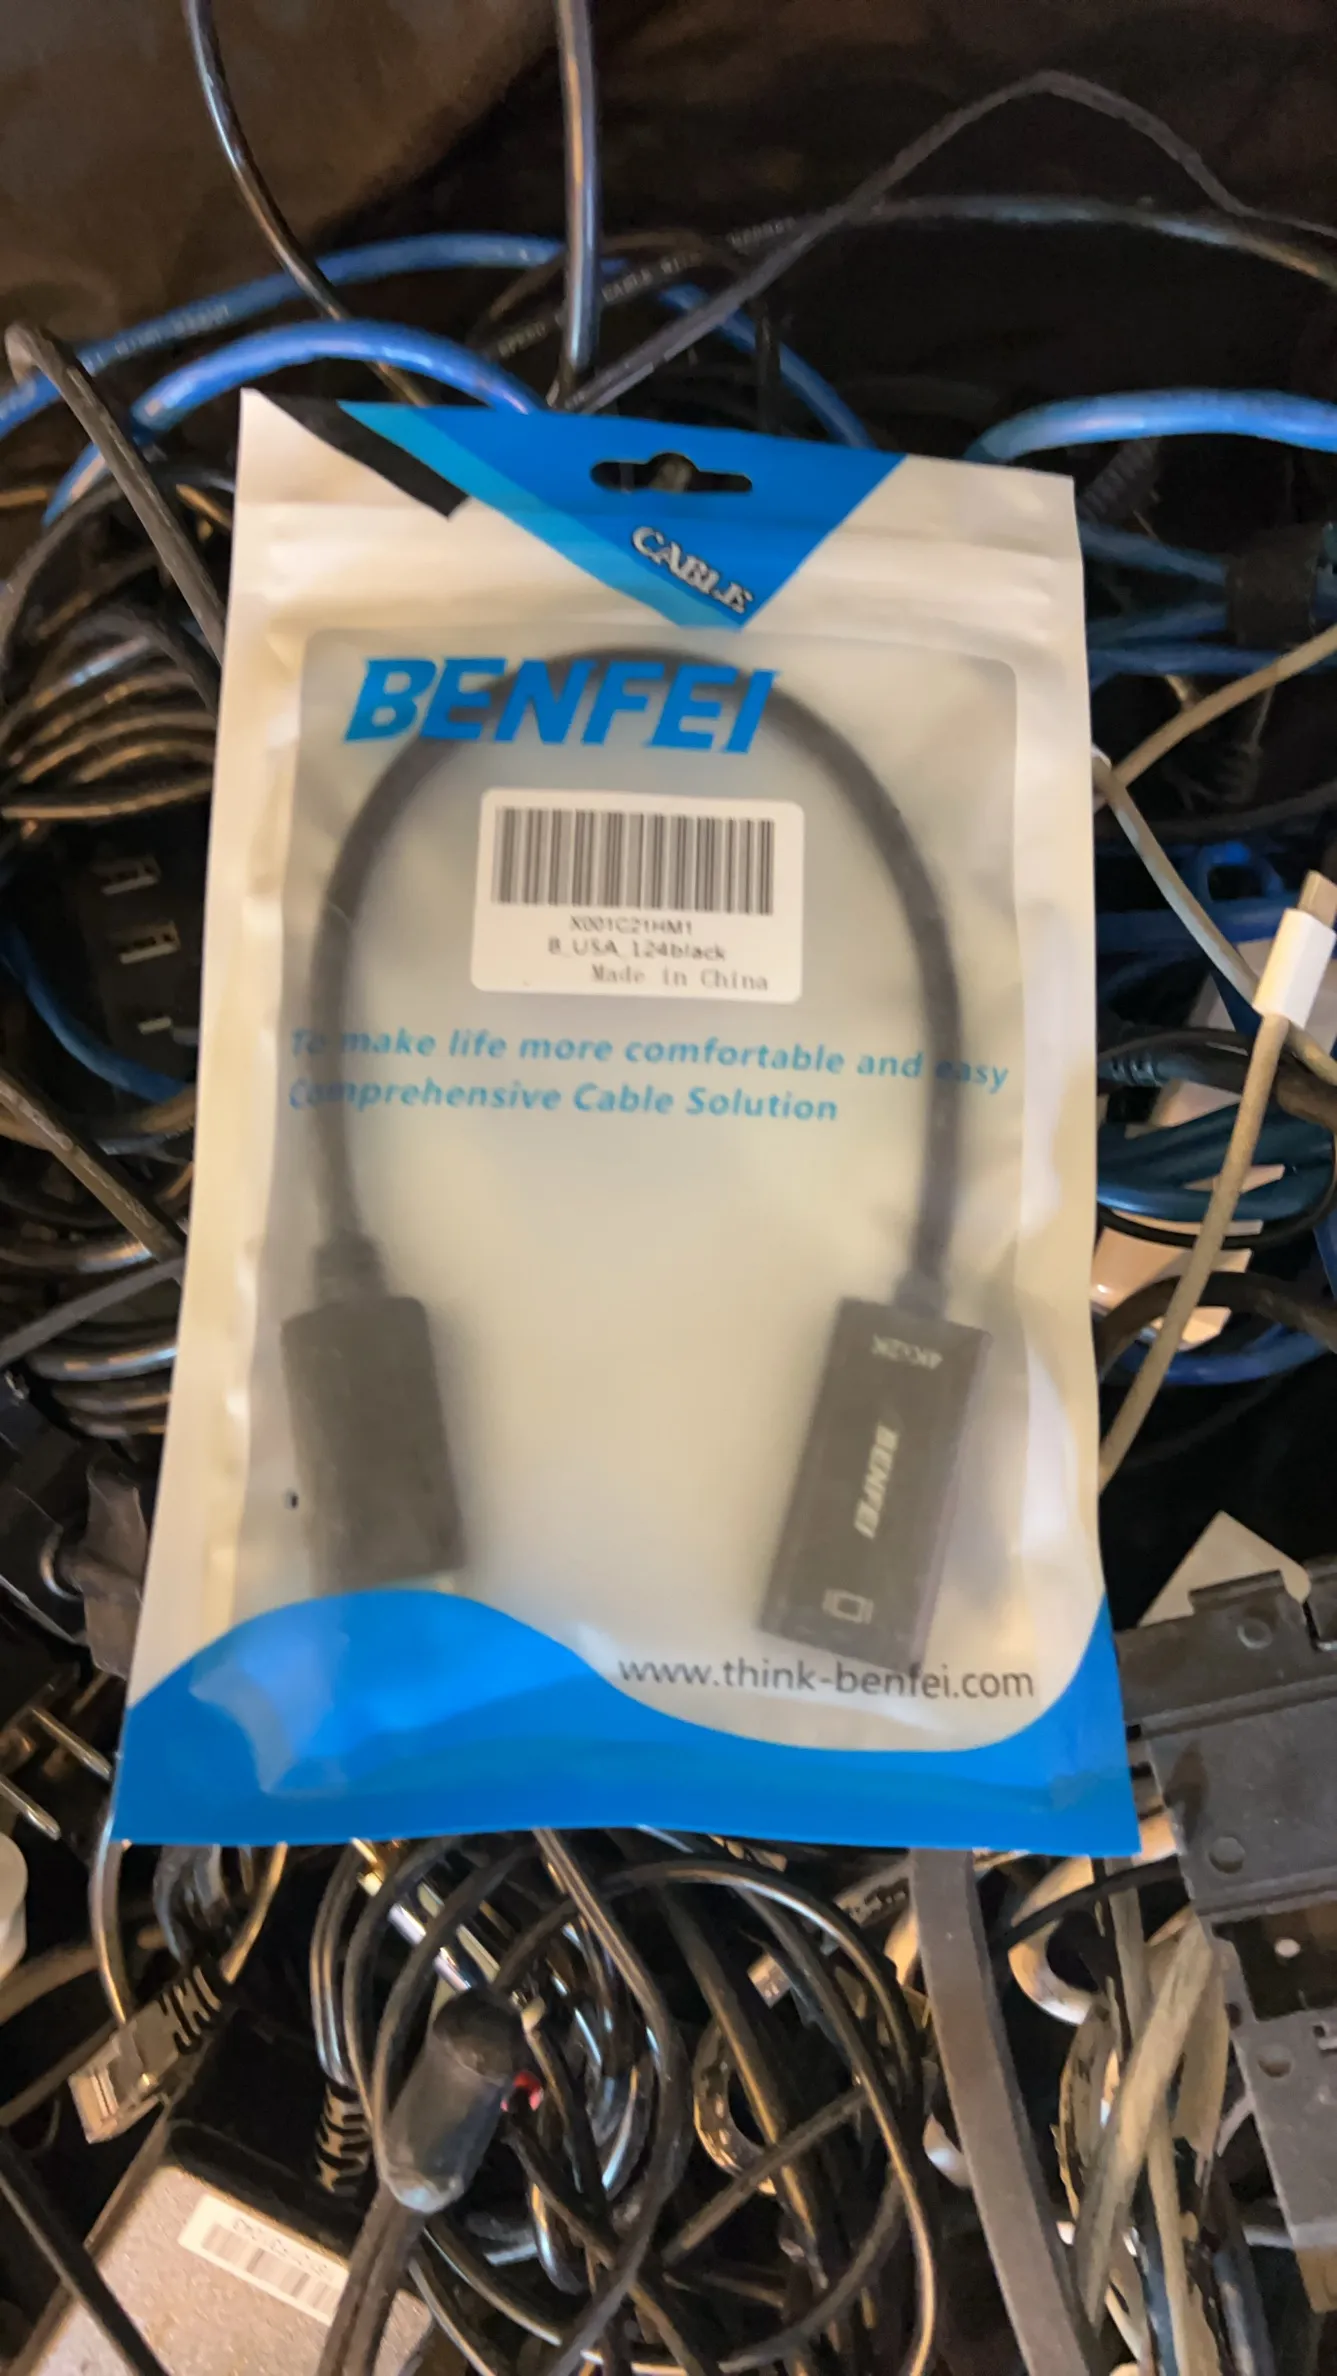 CABLE
BENFEI
X001C21HM1
B_USA_124black
Made in China
To make life more comfortable and easy
Comprehensive Cable Solution
4Kx2K
BENFEI
www.think-benfei.com